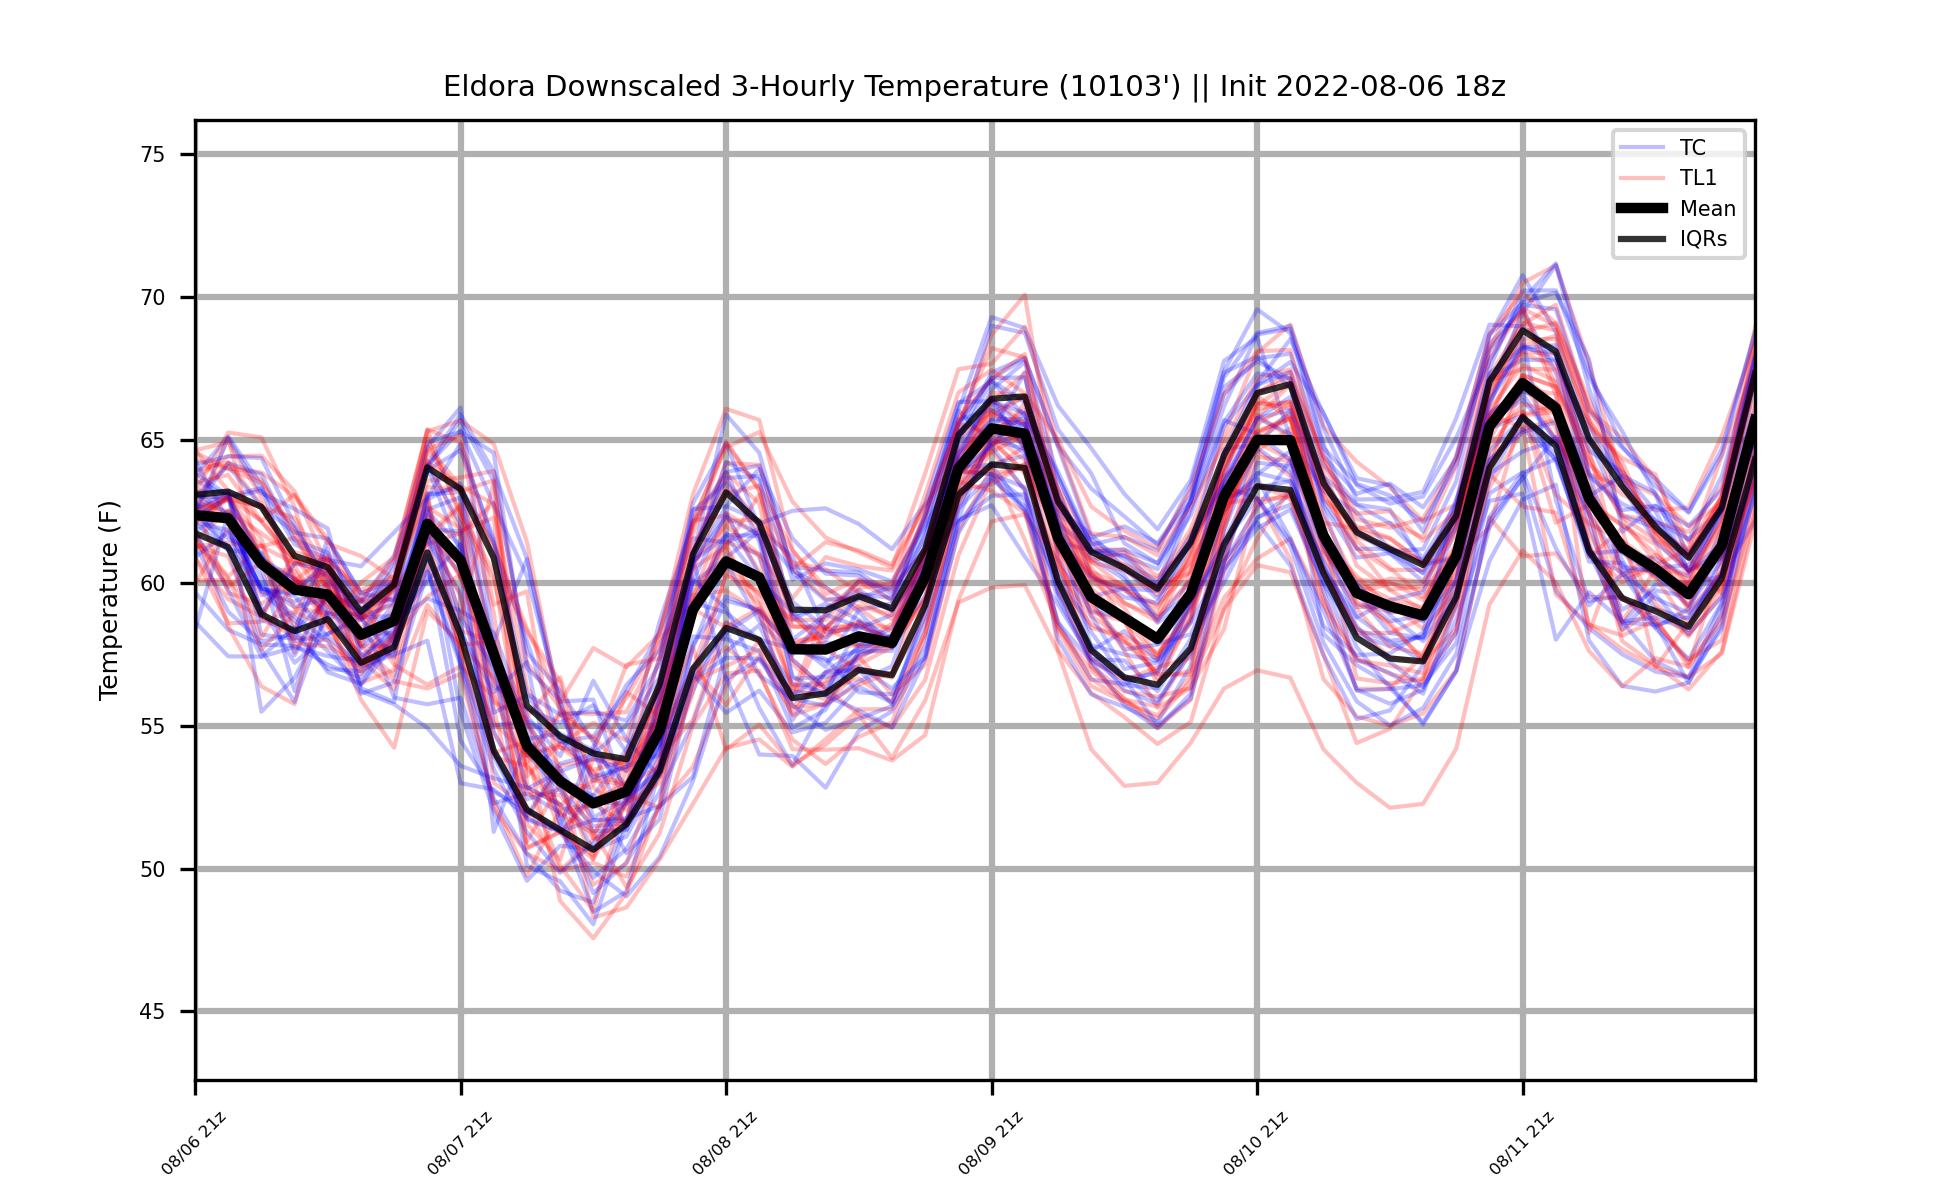 Eldora Downscaled 3-Hourly Temperature (10103') || Init 2022-08-06 18z
TC
TL1
Mean
IQRs
Temperature (F)
75
70
65
60
55
50
45
08/06 21z
08/07 21z
08/08 21z
08/09 21z
08/10 21z
08/11 21z